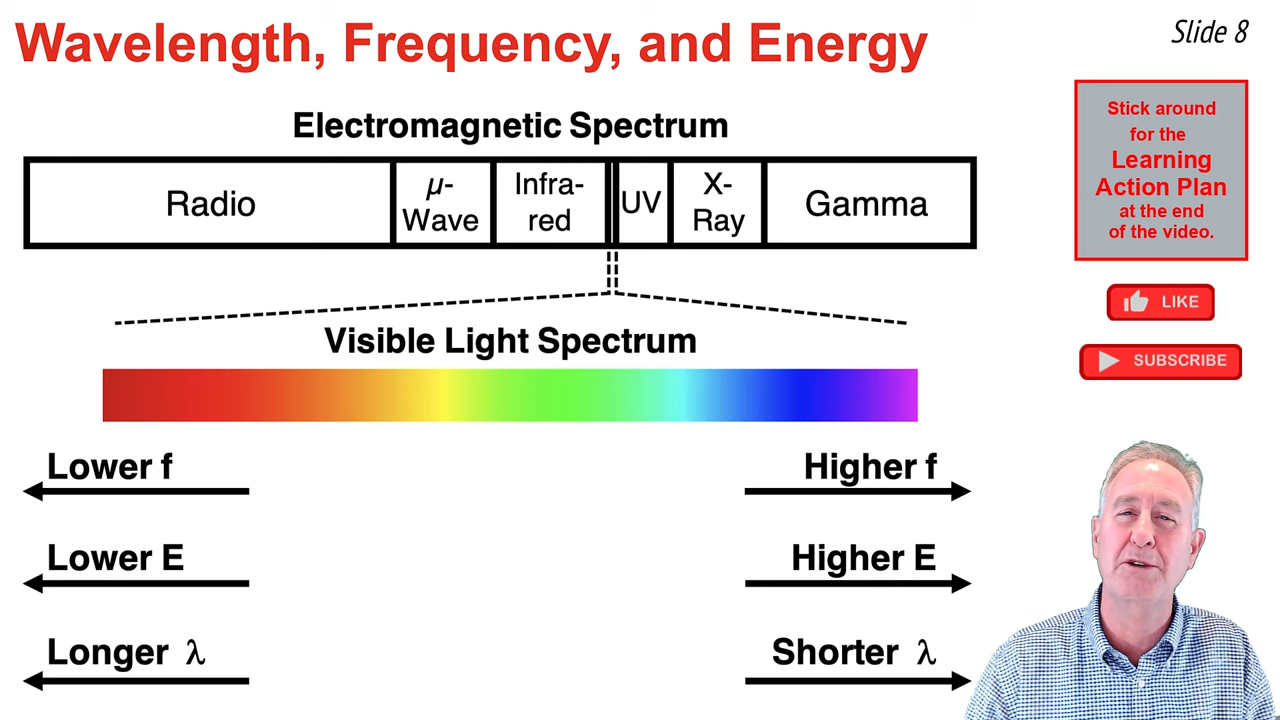 Wavelength, Frequency, and Energy
Slide 8
Electromagnetic Spectrum
Radio
μ-
Wave
Infra-
red
UV
X-
Ray
Gamma
Visible Light Spectrum
Lower f
Higher f
Lower E
Higher E
Longer λ
Shorter λ
Stick around
for the
Learning
Action Plan
at the end
of the video.
LIKE
SUBSCRIBE